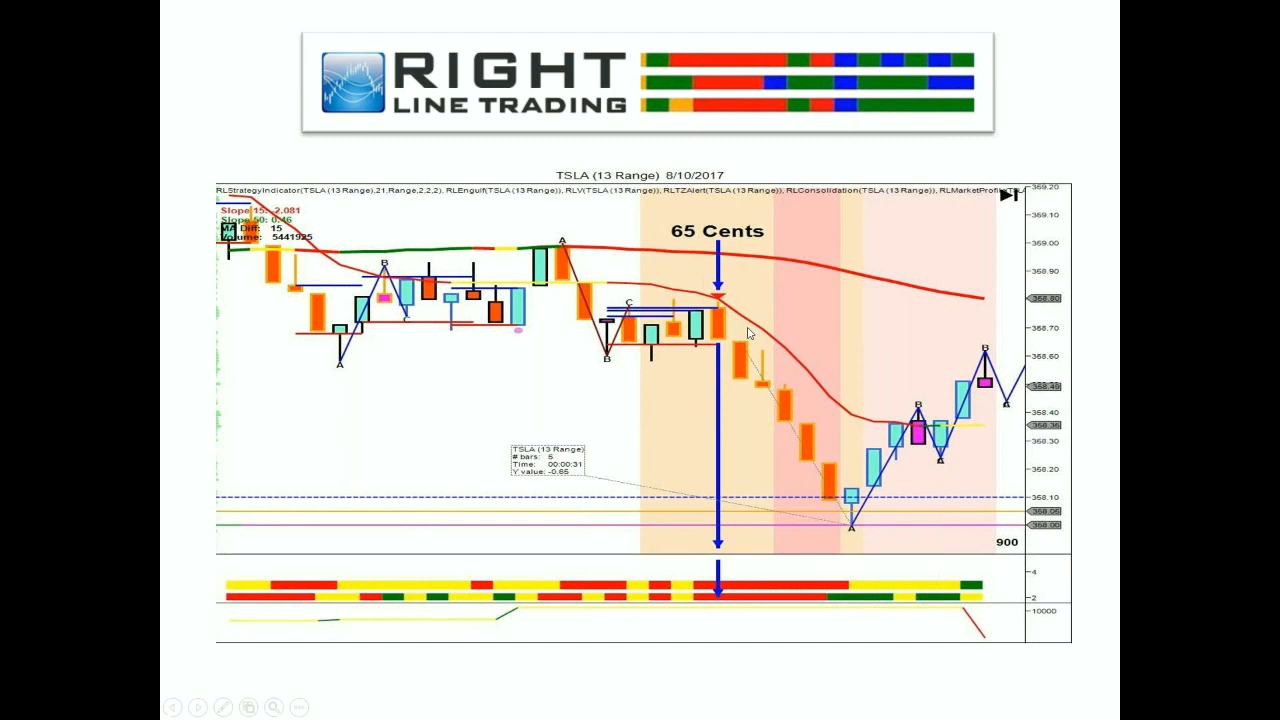 RIGHT
LINE TRADING
TSLA (13 Range) 8/10/2017
RLStrategyIndicator(TSLA (13 Range),21,Range,2,2,2), RLEngulf(TSLA (13 Range)), RLV(TSLA (13 Range)), RLTZAlert(TSLA (13 Range)), RLConsolidation(TSLA (13 Range)), RLMarketProfile(TSLA
Slope 15: -2.081
Slope 50: 0.46
MA Diff: 15
Volume: 5441925
65 Cents
A
B
C
A
B
C
A
B
A
B
A
TSLA (13 Range)
# bars: 5
Time: 00:00:31
Y value: -0.65
369.20
369.10
369.00
368.90
368.80
368.70
368.60
368.40
368.36
368.30
368.20
368.10
368.05
368.00
900
4
2
10000